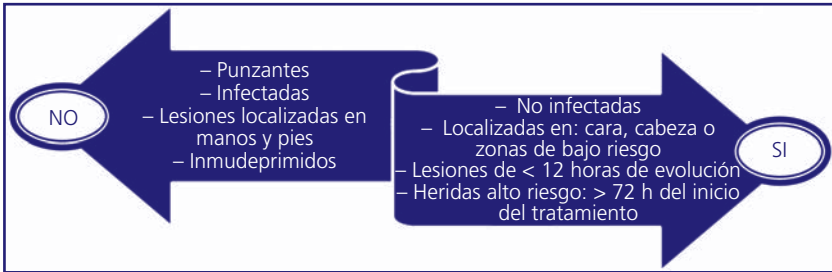 NO
– Punzantes
– Infectadas
– Lesiones localizadas en
manos y pies
– Inmudeprimidos
– No infectadas
– Localizadas en: cara, cabeza o
zonas de bajo riesgo
– Lesiones de < 12 horas de evolución
– Heridas alto riesgo: > 72 h del inicio
del tratamiento
SI